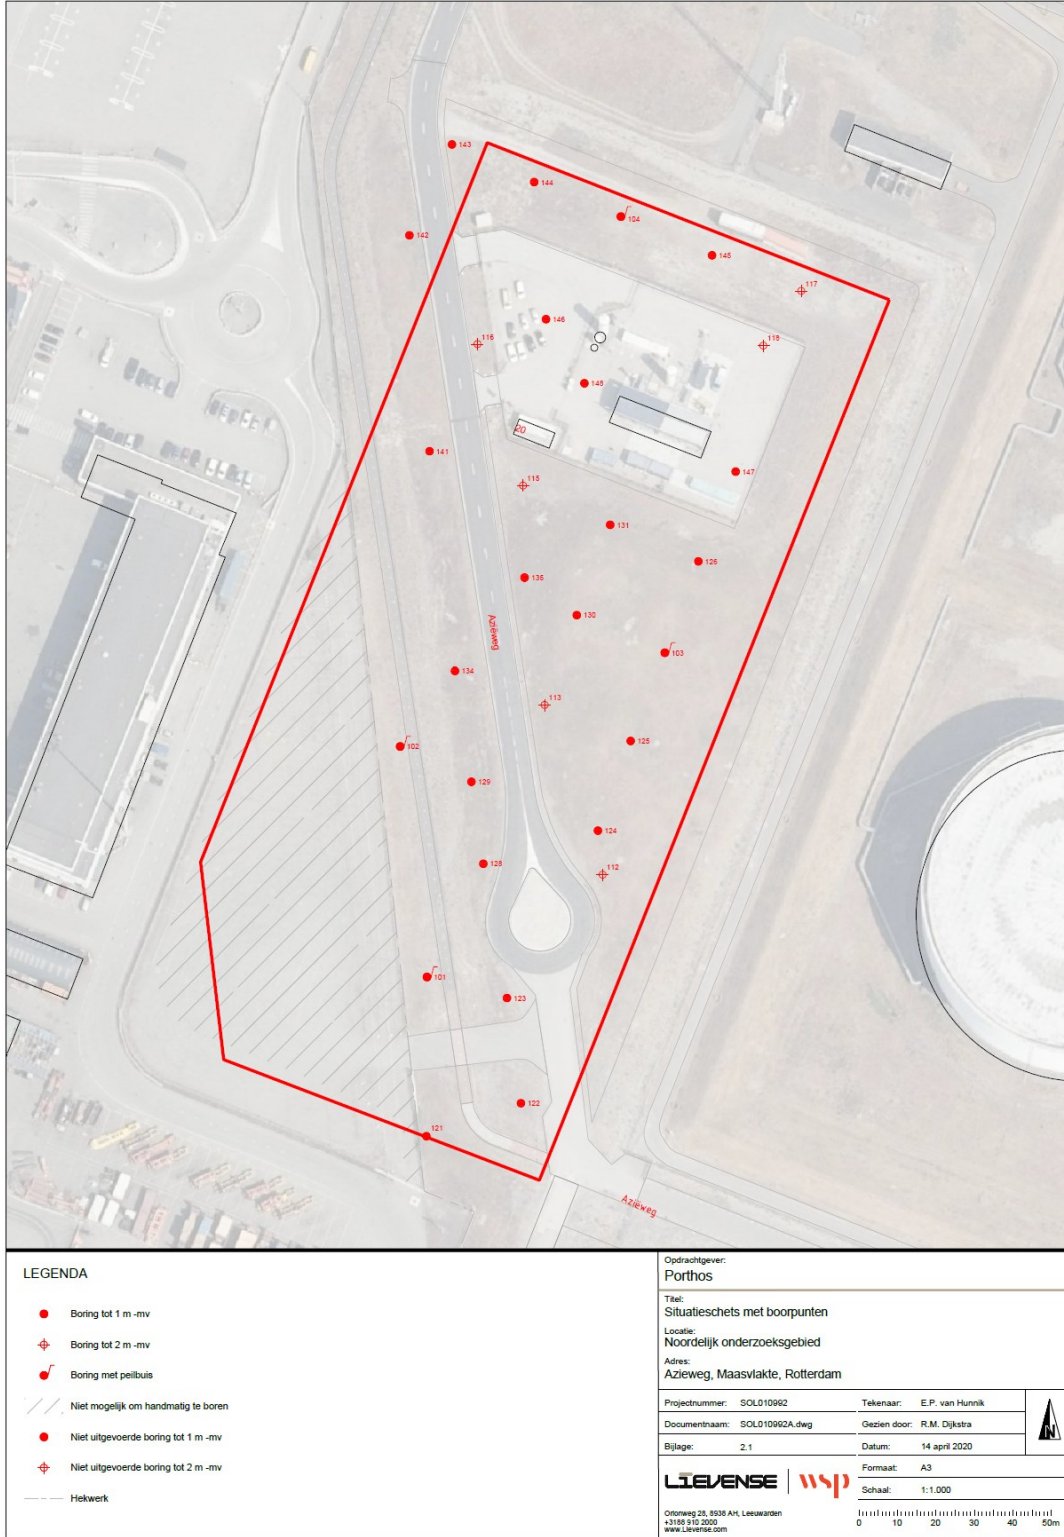 143
144
104
142
145
117
116
146
118
148
20
141
147
115
131
126
135
130
Aziëweg
103
134
113
102
125
129
124
128
112
101
123
122
121
Aziëweg
LEGENDA
Boring tot 1 m -mv
Boring tot 2 m -mv
Boring met peilbuis
Niet mogelijk om handmatig te boren
Niet uitgevoerde boring tot 1 m -mv
Niet uitgevoerde boring tot 2 m -mv
Hekwerk
Opdrachtgever:
Porthos
Titel:
Situatieschets met boorpunten
Locatie:
Noordelijk onderzoeksgebied
Adres:
Azieweg, Maasvlakte, Rotterdam
Projectnummer: SOL010992 Tekenaar: E.P. van Hunnik
Documentnaam: SOL010992A.dwg Gezien door: R.M. Dijkstra
Bijlage: 2.1 Datum: 14 april 2020
N
Formaat: A3
Schaal: 1:1.000
LIEVENSE wsp
Orionweg 28, 8938 AH, Leeuwarden
+3188 910 2000
www.Lievense.com
0 10 20 30 40 50m